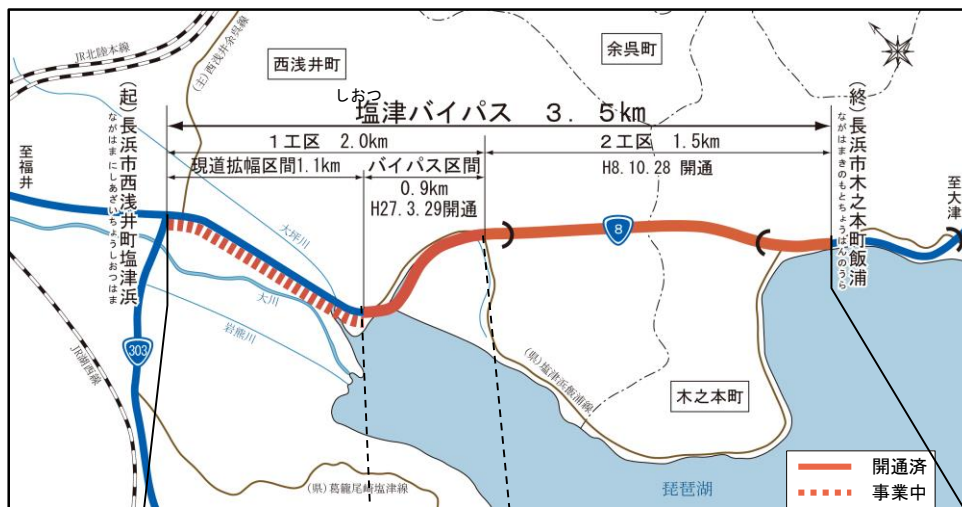 JR北陸本線
(主)西浅井余呉線
西浅井町
余呉町
しおつ
塩津バイパス 3.5km
1工区 2.0km
2工区 1.5km
現道拡幅区間1.1km
バイパス区間
0.9km
H27.3.29開通
H8.10.28 開通
至福井
(起)長浜市西浅井町塩津浜
ながはまにしあざいちょうしおつはま
(終)長浜市木之本町飯浦
ながはまきのもとちょうはんのうら
至大津
大坪川
大川
岩熊川
8
303
JR湖西線
(県)塩津浜飯浦線
木之本町
(県)葛籠尾崎塩津線
琵琶湖
開通済
事業中